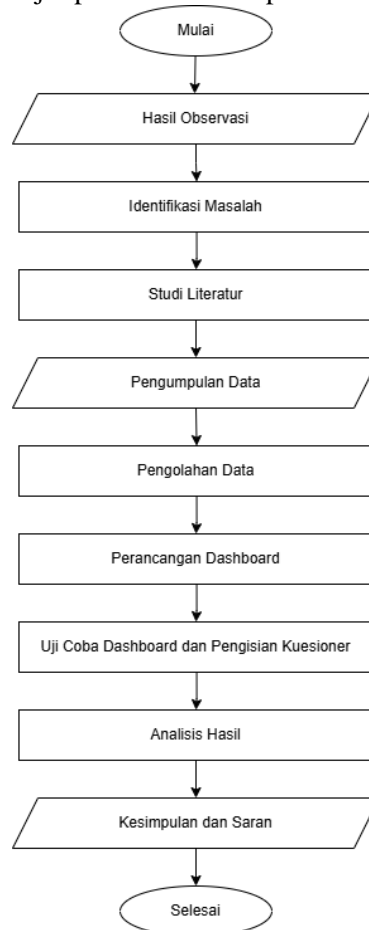 Mulai
Hasil Observasi
Identifikasi Masalah
Studi Literatur
Pengumpulan Data
Pengolahan Data
Perancangan Dashboard
Uji Coba Dashboard dan Pengisian Kuesioner
Analisis Hasil
Kesimpulan dan Saran
Selesai